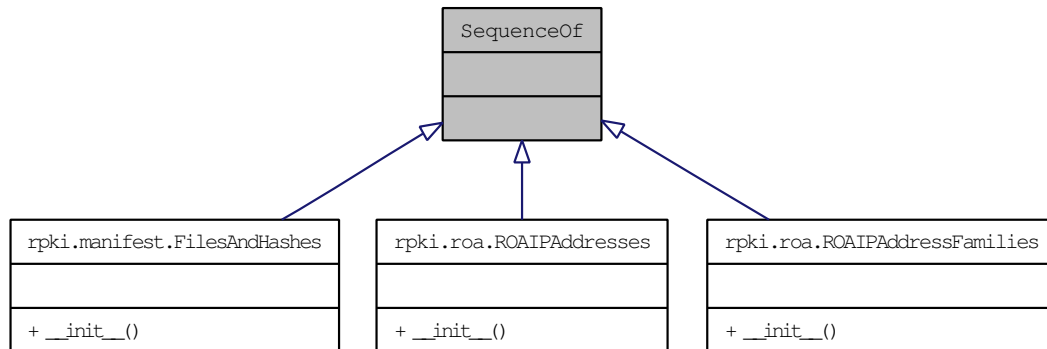 SequenceOf
rpki.manifest.FilesAndHashes
+ __init__()
rpki.roa.ROAIPAddresses
+ __init__()
rpki.roa.ROAIPAddressFamilies
+ __init__()